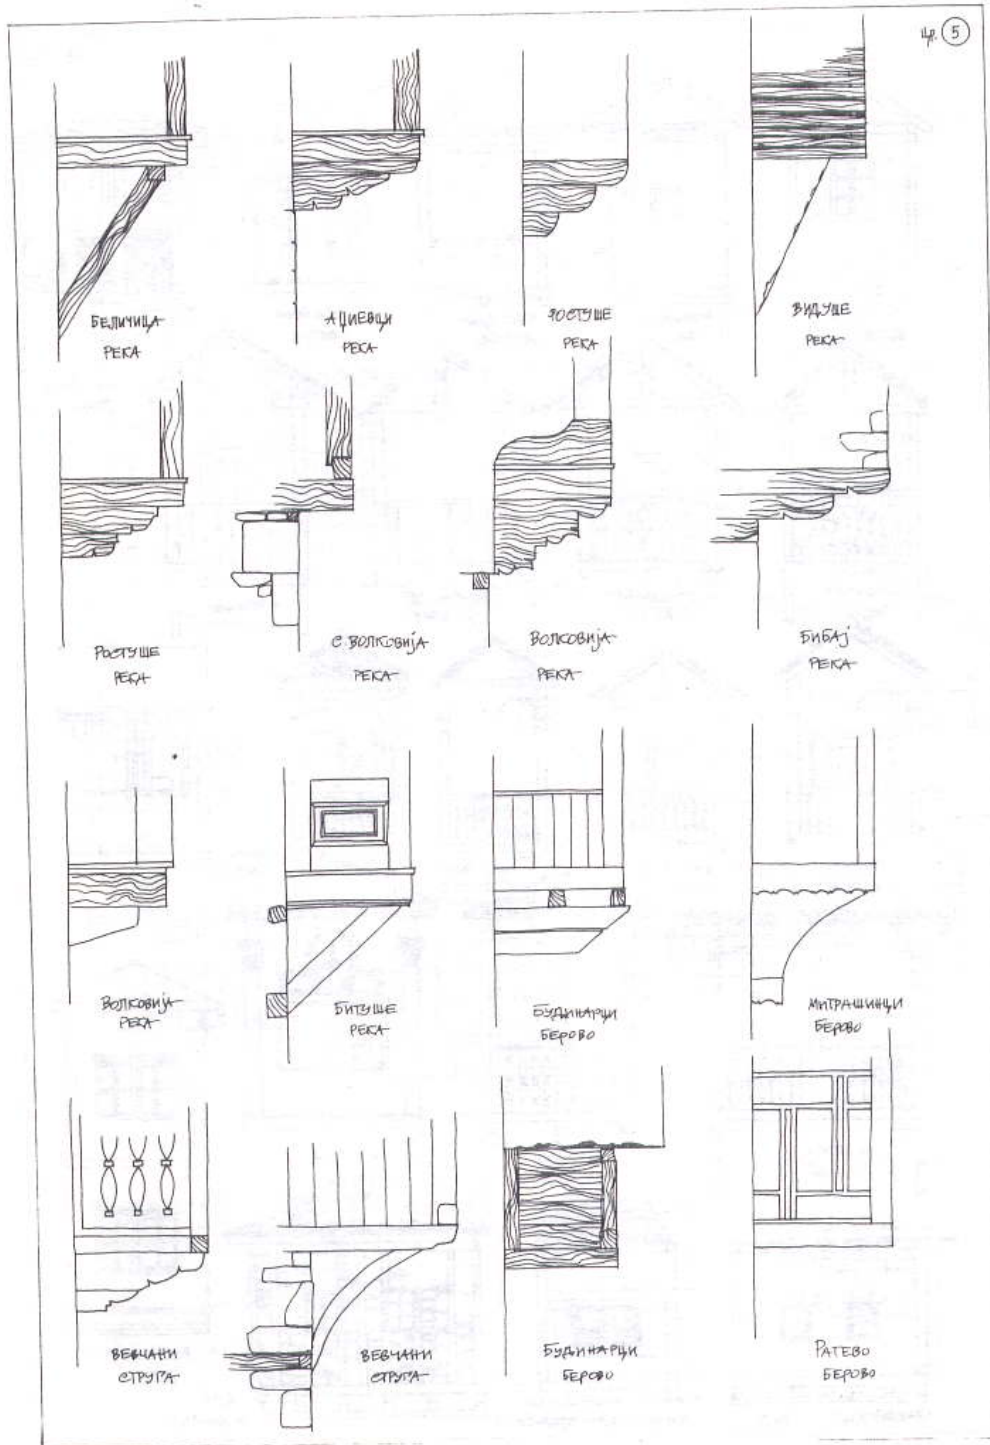 Цр. 5
БЕЛИЧИЦА
РЕКА
АЏИЕВЦИ
РЕКА
РОСТУШЕ
РЕКА
ВИДУШЕ
РЕКА
РОСТУШЕ
РЕКА
С. ВОЛКОВИЈА
РЕКА
ВОЛКОВИЈА
РЕКА
БИБАЈ
РЕКА
ВОЛКОВИЈА
РЕКА
БИТУШЕ
РЕКА
БУДИНАРЦИ
БЕРОВО
МИТРАШИНЦИ
БЕРОВО
ВЕВЧАНИ
СТРУГА
ВЕВЧАНИ
СТРУГА
БУДИНАРЦИ
БЕРОВО
РАТЕВО
БЕРОВО